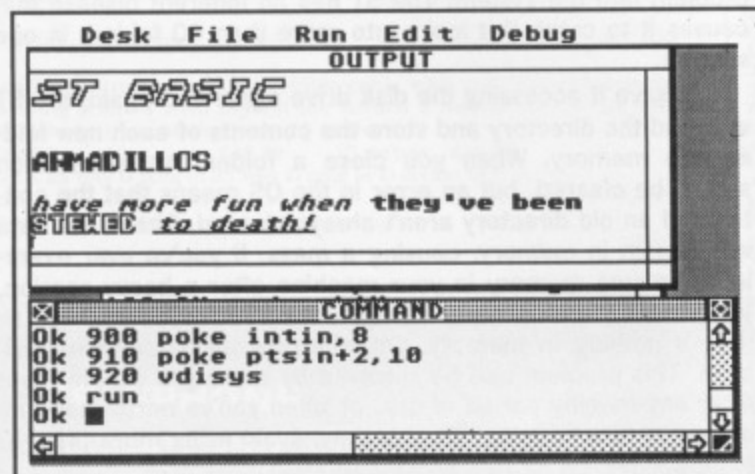 Desk File Run Edit Debug
OUTPUT
ST BASIC
ARMADILLOS
have more fun when they've been
to death!
COMMAND
Ok 900 poke intin,8
Ok 910 poke ptsin+2,10
Ok 920 vdisys
Ok run
Ok